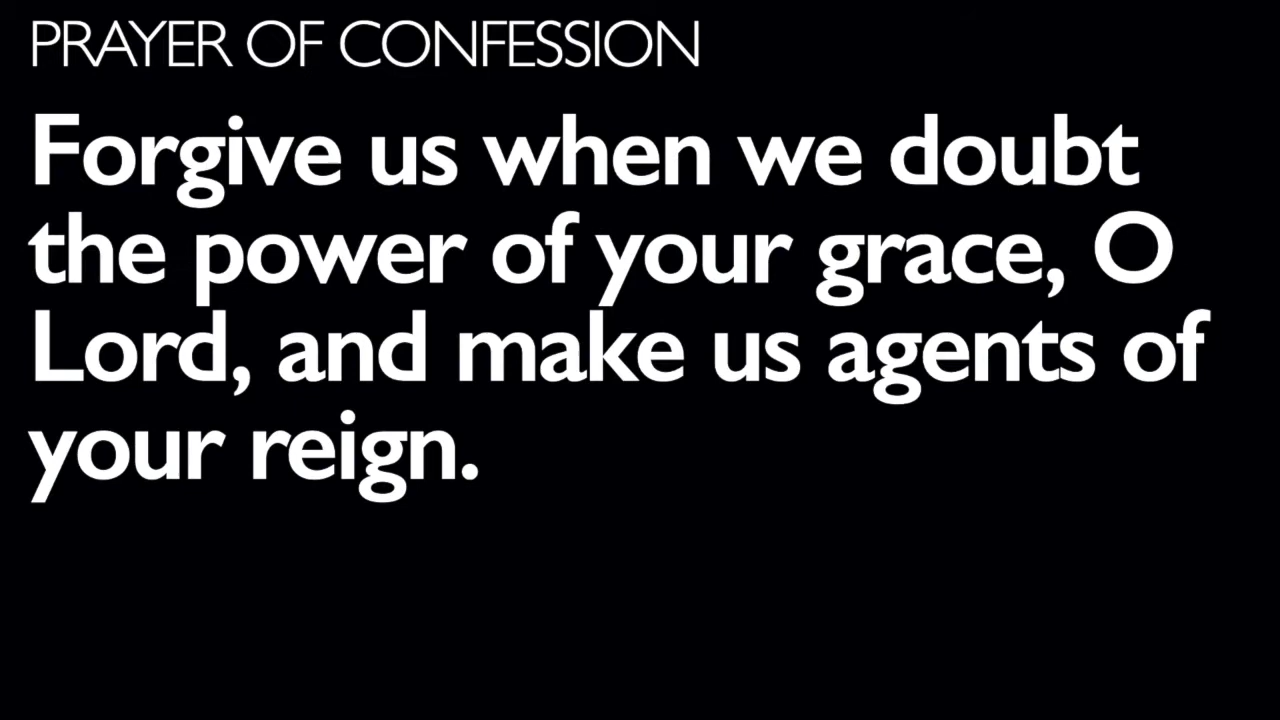 PRAYER OF CONFESSION
Forgive us when we doubt
the power of your grace, O
Lord, and make us agents of
your reign.